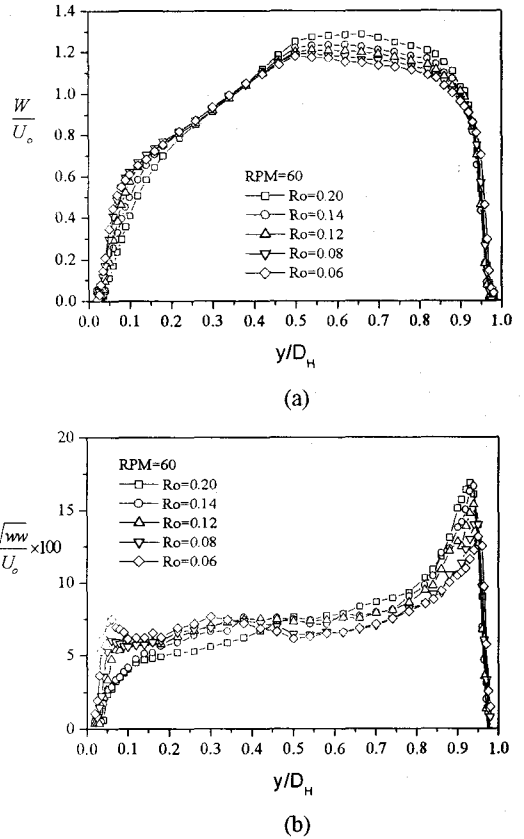 1.4
1.2
1.0
0.8
0.6
0.4
0.2
0.0
W
U_o
RPM=60
Ro=0.20
Ro=0.14
Ro=0.12
Ro=0.08
Ro=0.06
0.0 0.1 0.2 0.3 0.4 0.5 0.6 0.7 0.8 0.9 1.0
y/D_H
(a)
20
15
10
5
0
√ww
U_o ×100
RPM=60
Ro=0.20
Ro=0.14
Ro=0.12
Ro=0.08
Ro=0.06
0.0 0.1 0.2 0.3 0.4 0.5 0.6 0.7 0.8 0.9 1.0
y/D_H
(b)